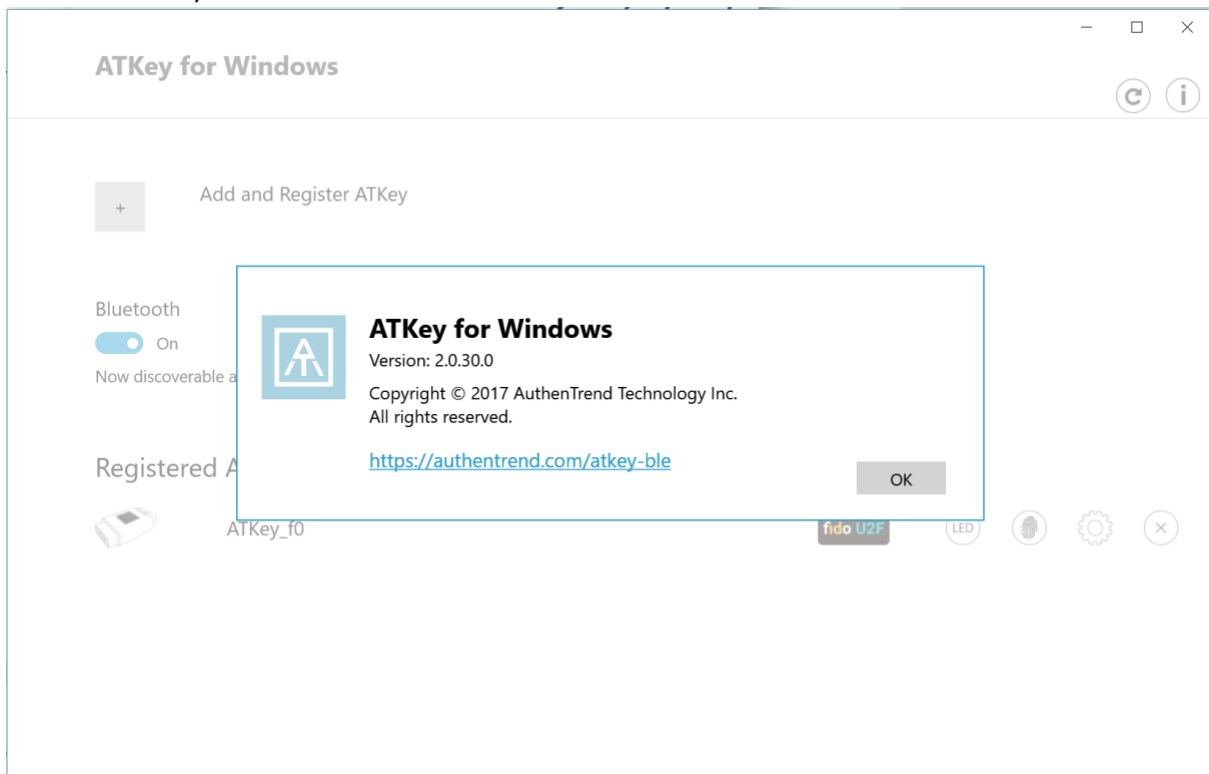 ATKey for Windows
+
Add and Register ATKey
Bluetooth
On
Now discoverable a
ATKey for Windows
Version: 2.0.30.0
Copyright © 2017 AuthenTrend Technology Inc.
All rights reserved.
https://authentrend.com/atkey-ble
OK
Registered A
ATKey_f0
fido U2F
LED